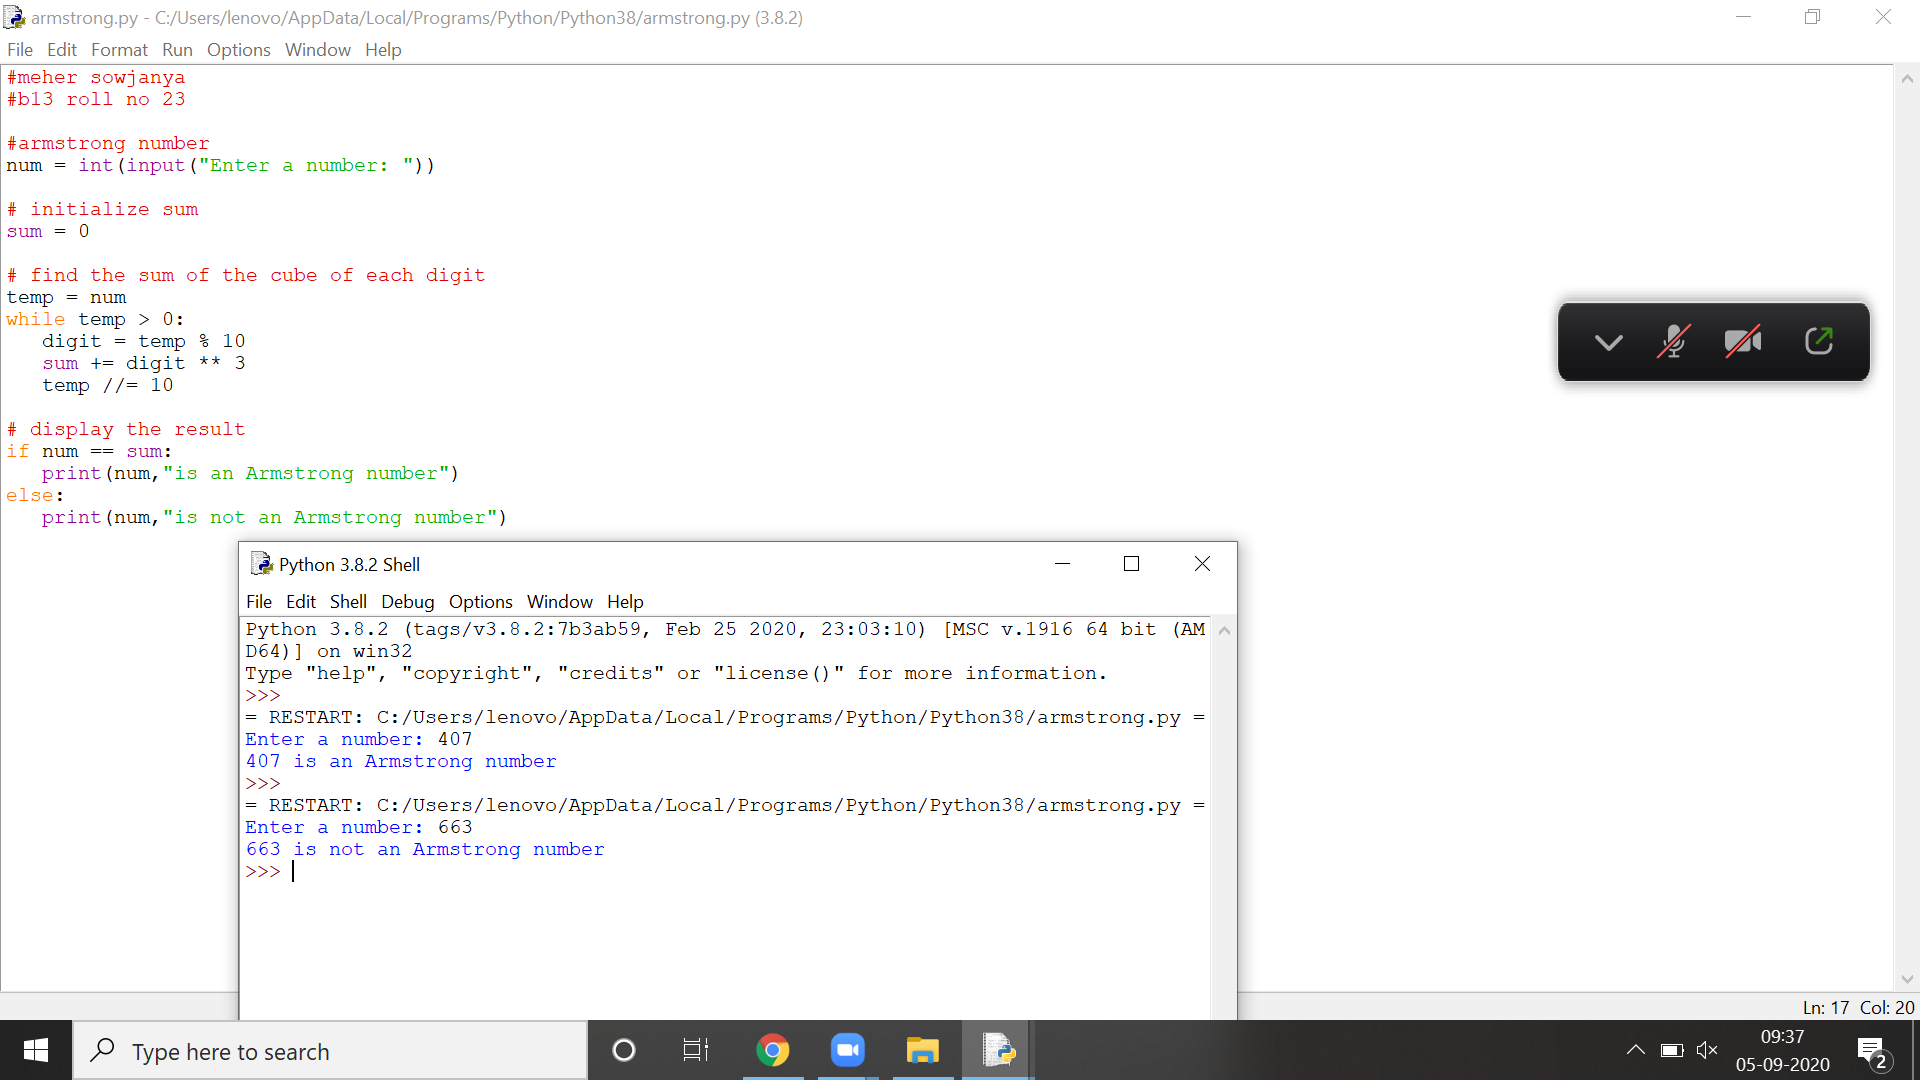 armstrong.py - C:/Users/lenovo/AppData/Local/Programs/Python/Python38/armstrong.py (3.8.2)
File Edit Format Run Options Window Help
#meher sowjanya
#b13 roll no 23
#armstrong number
num = int(input("Enter a number: "))
# initialize sum
sum = 0
# find the sum of the cube of each digit
temp = num
while temp > 0:
   digit = temp % 10
   sum += digit ** 3
   temp //= 10
# display the result
if num == sum:
   print(num,"is an Armstrong number")
else:
   print(num,"is not an Armstrong number")
Python 3.8.2 Shell
File Edit Shell Debug Options Window Help
Python 3.8.2 (tags/v3.8.2:7b3ab59, Feb 25 2020, 23:03:10) [MSC v.1916 64 bit (AM
D64)] on win32
Type "help", "copyright", "credits" or "license()" for more information.
>>>
= RESTART: C:/Users/lenovo/AppData/Local/Programs/Python/Python38/armstrong.py =
Enter a number: 407
407 is an Armstrong number
>>>
= RESTART: C:/Users/lenovo/AppData/Local/Programs/Python/Python38/armstrong.py =
Enter a number: 663
663 is not an Armstrong number
>>>
Ln: 17 Col: 20
Type here to search
09:37
05-09-2020
2